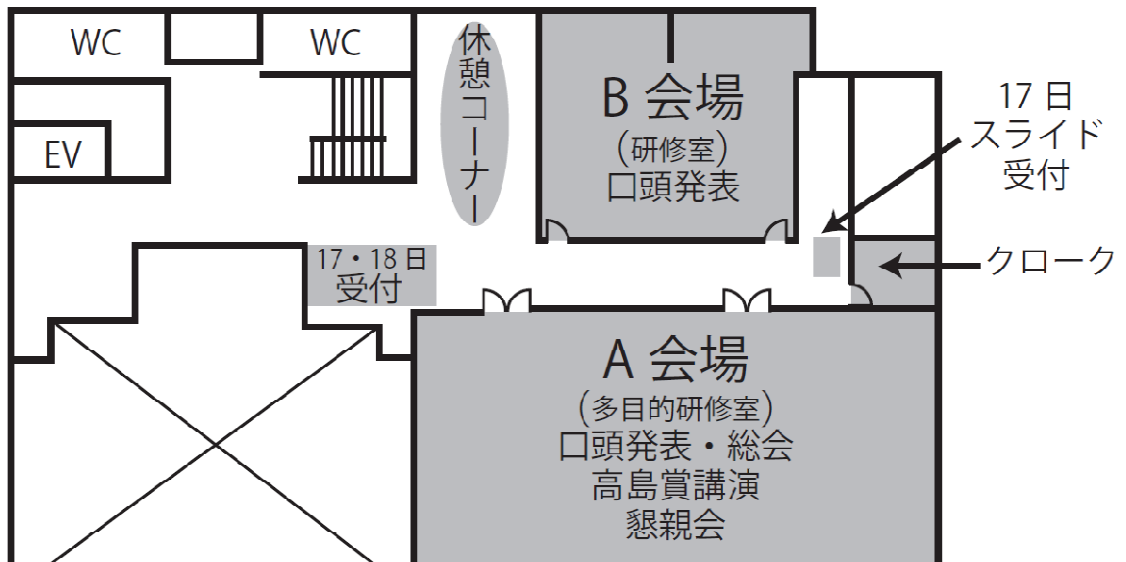 WC
WC
休憩コーナー
EV
B 会場
（研修室）
口頭発表
17 日
スライド
受付
クローク
17・18 日
受付
A 会場
（多目的研修室）
口頭発表・総会
高島賞講演
懇親会